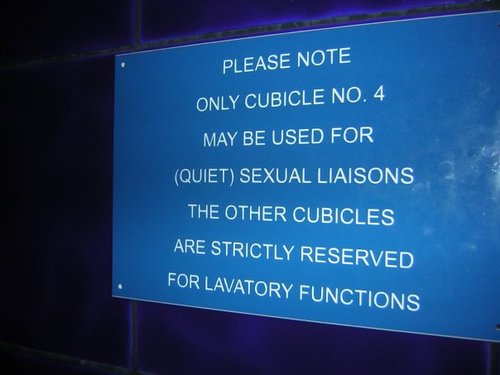 PLEASE NOTE
ONLY CUBICLE NO. 4
MAY BE USED FOR
(QUIET) SEXUAL LIAISONS
THE OTHER CUBICLES
ARE STRICTLY RESERVED
FOR LAVATORY FUNCTIONS